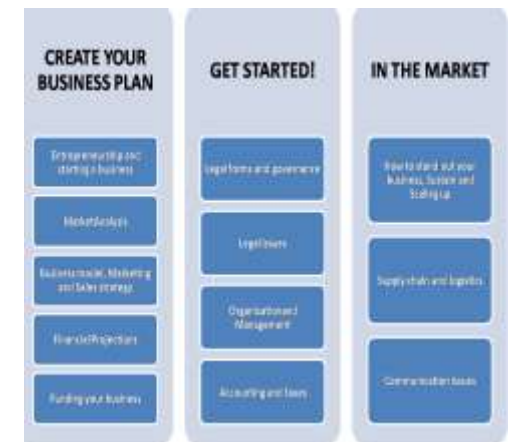 CREATE YOUR
BUSINESS PLAN
Entrepreneurship and
starting a business
Market Analysis
Business model, Marketing
and Sales strategy
Financial Projections
Funding your business
GET STARTED!
Legal forms and governance
Legal Issues
Organisation and
Management
Accounting and Taxes
IN THE MARKET
How to stand out your
Business, Sustain and
Scaling up
Supply chain and logistics
Communication Issues